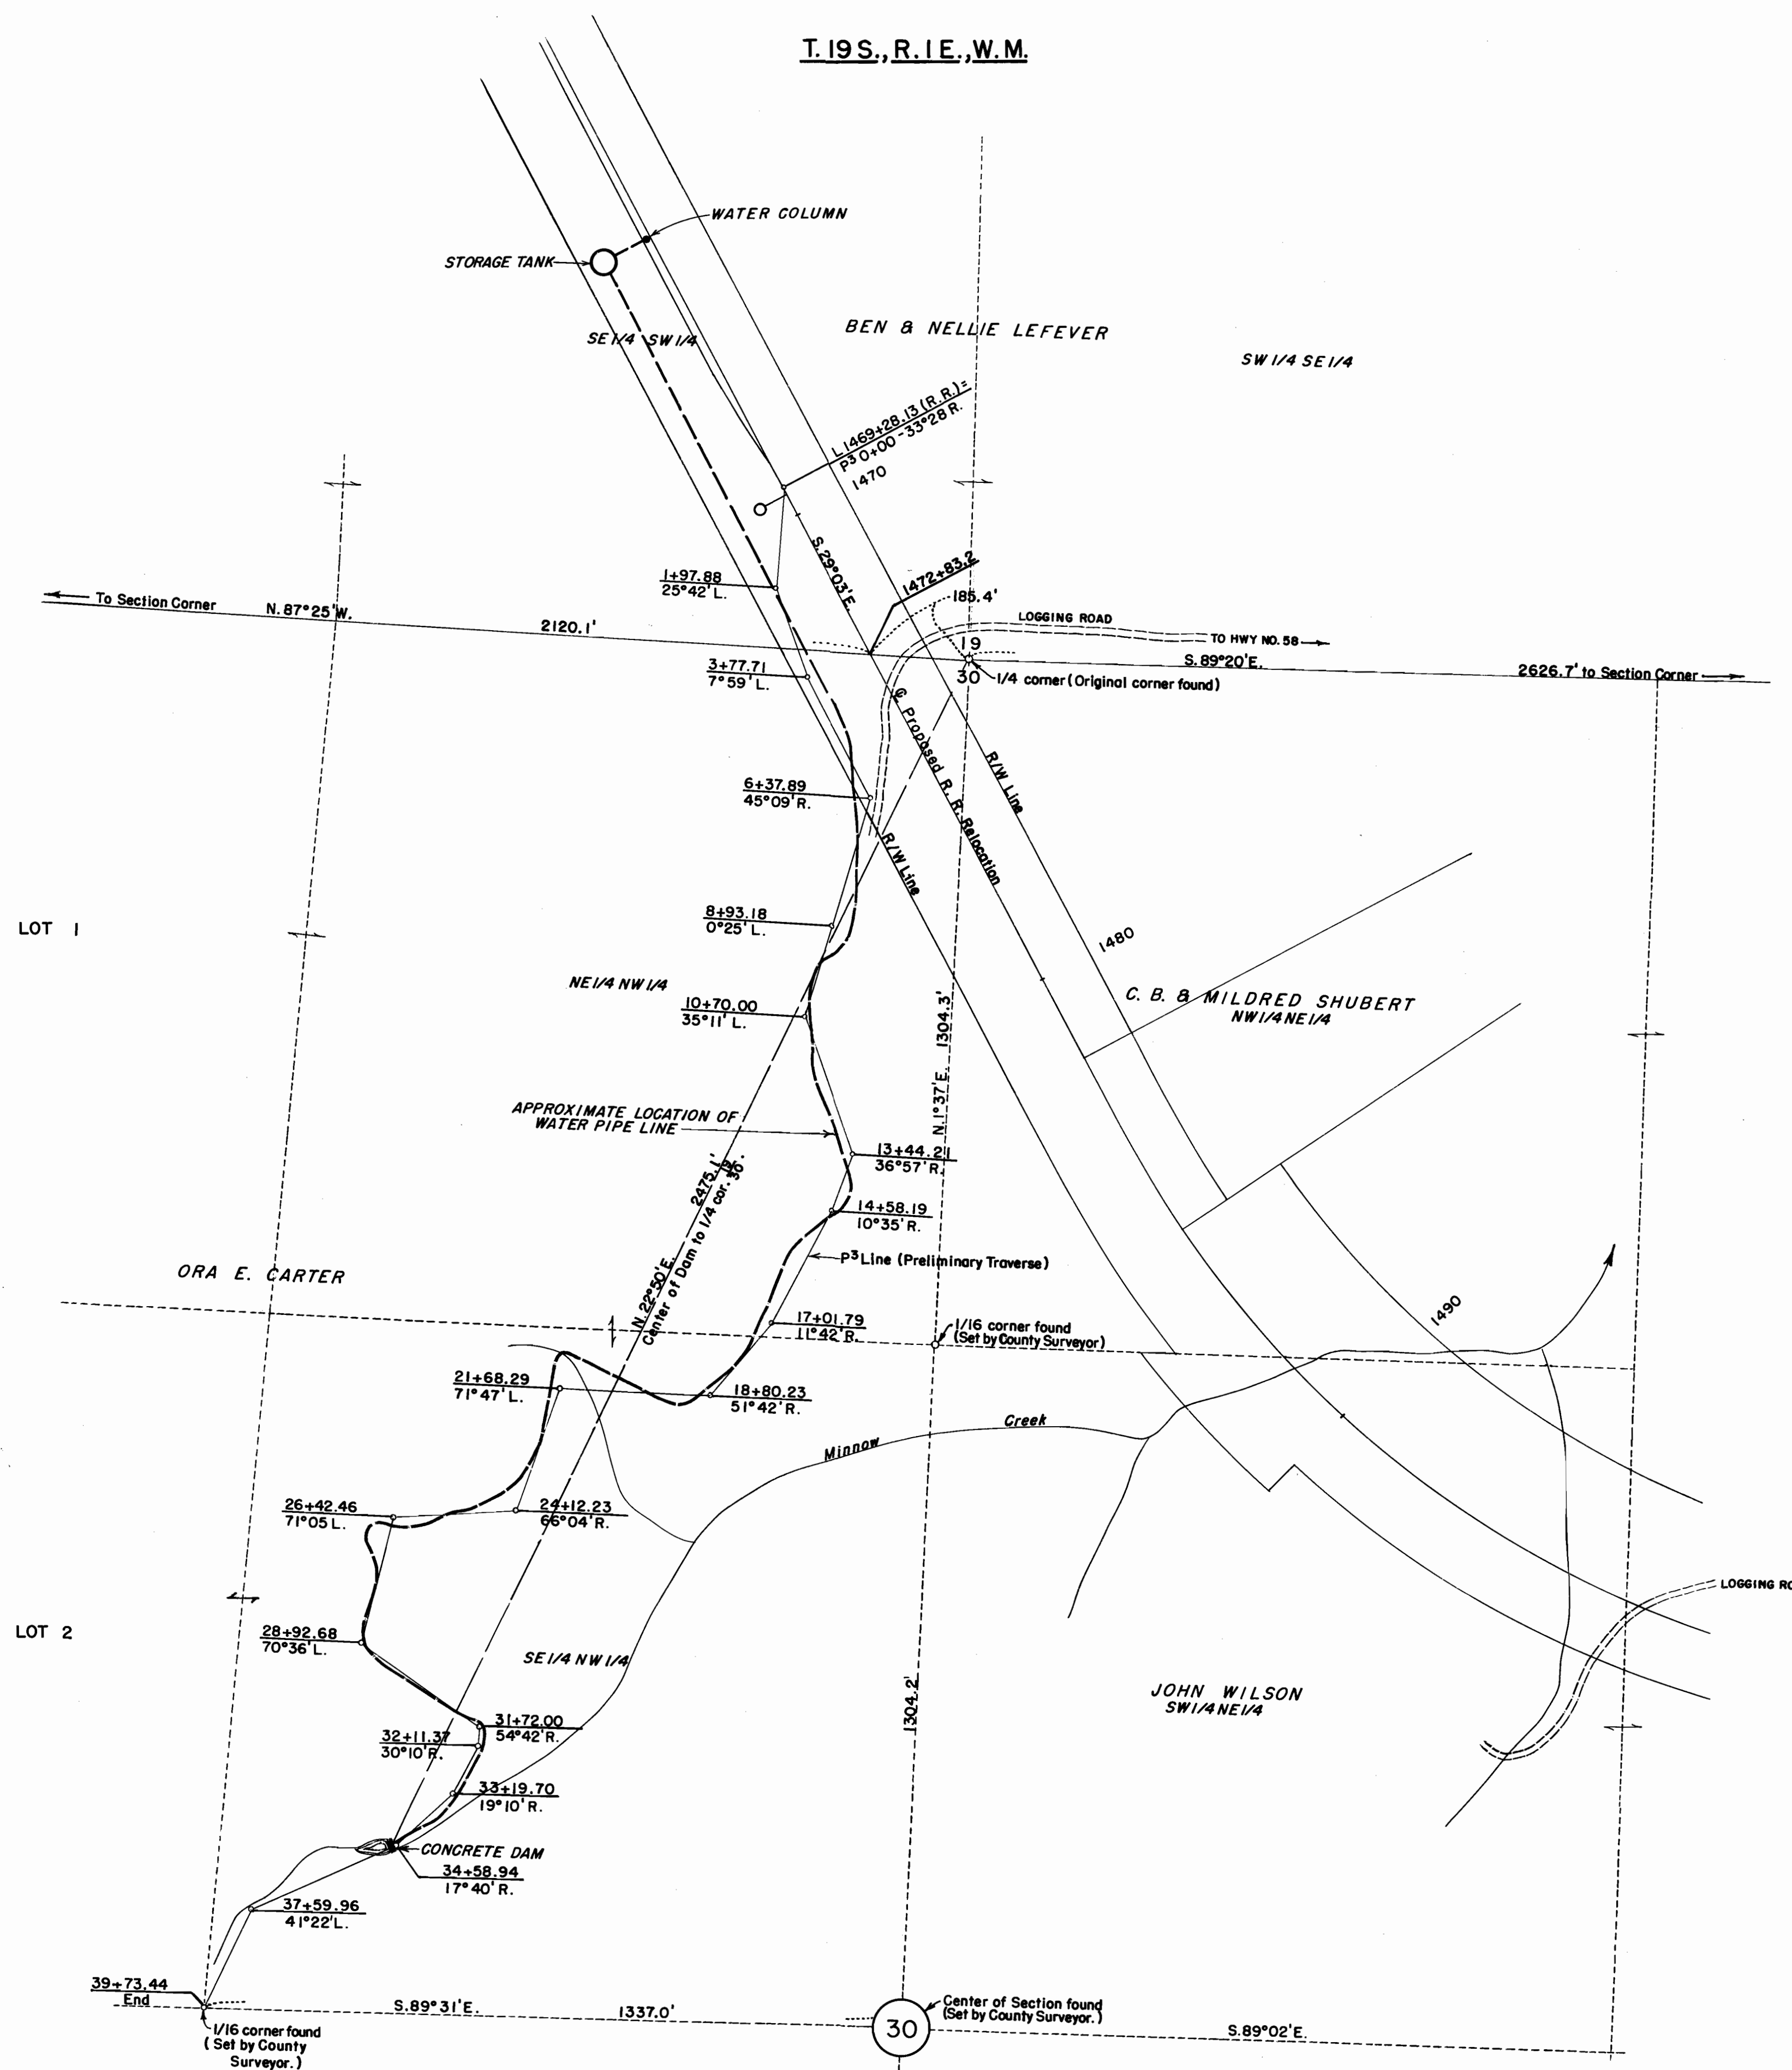 T. 19 S., R. 1 E., W. M.
WATER COLUMN
STORAGE TANK
SE 1/4 SW 1/4
BEN & NELLIE LEFEVER
SW 1/4 SE 1/4
L 1469+28.13 (R.R.)=
P³ 0+00 - 33°28' R.
1470
S. 29°03' E.
1+97.88
25°42' L.
1472+83.2
185.4'
LOGGING ROAD
TO HWY NO. 58
To Section Corner
N. 87°25' W.
2120.1'
19
30
S. 89°20' E.
2626.7' to Section Corner
1/4 corner (Original corner found)
3+77.71
7°59' L.
℄ Proposed R. R. Relocation
R/W Line
6+37.89
45°09' R.
R/W Line
LOT 1
8+93.18
0°25' L.
1480
NE 1/4 NW 1/4
10+70.00
35°11' L.
N. 1°37' E. 1304.3'
C. B. & MILDRED SHUBERT
NW 1/4 NE 1/4
APPROXIMATE LOCATION OF
WATER PIPE LINE
13+44.21
36°57' R.
N. 22°50' E. 2475.1'
Center of Dam to 1/4 cor. 19/30.
14+58.19
10°35' R.
P³ Line (Preliminary Traverse)
ORA E. CARTER
17+01.79
11°42' R.
1/16 corner found
(Set by County Surveyor)
1490
21+68.29
71°47' L.
18+80.23
51°42' R.
Minnow Creek
26+42.46
71°05 L.
24+12.23
66°04' R.
LOGGING RO
LOT 2
28+92.68
70°36' L.
SE 1/4 NW 1/4
1304.2'
JOHN WILSON
SW 1/4 NE 1/4
31+72.00
54°42' R.
32+11.37
30°10' R.
33+19.70
19°10' R.
CONCRETE DAM
34+58.94
17°40' R.
37+59.96
41°22' L.
39+73.44
End
S. 89°31' E.
1337.0'
30
Center of Section found
(Set by County Surveyor.)
S. 89°02' E.
1/16 corner found
(Set by County
Surveyor.)